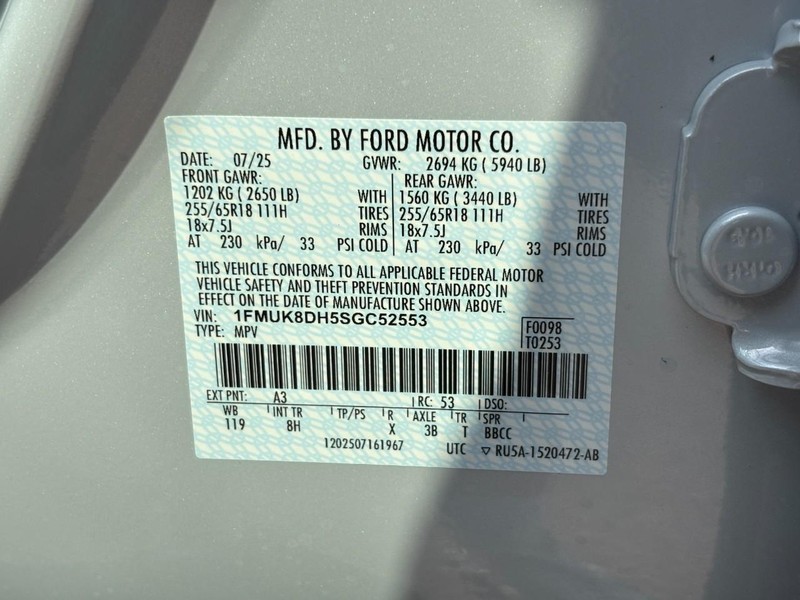 MFD. BY FORD MOTOR CO.
DATE: 07/25 GVWR: 2694 KG ( 5940 LB)
FRONT GAWR: REAR GAWR:
1202 KG ( 2650 LB) WITH 1560 KG ( 3440 LB) WITH
255/65R18 111H TIRES 255/65R18 111H TIRES
18x7.5J RIMS 18x7.5J RIMS
AT 230 kPa/ 33 PSI COLD AT 230 kPa/ 33 PSI COLD
THIS VEHICLE CONFORMS TO ALL APPLICABLE FEDERAL MOTOR
VEHICLE SAFETY AND THEFT PREVENTION STANDARDS IN
EFFECT ON THE DATE OF MANUFACTURE SHOWN ABOVE.
VIN: 1FMUK8DH5SGC52553
TYPE: MPV
F0098
T0253
EXT PNT: A3 RC: 53 DSO:
WB INT TR TP/PS R AXLE TR SPR
119 8H X 3B T BBCC
1202507161967 UTC ▽ RU5A-1520472-AB